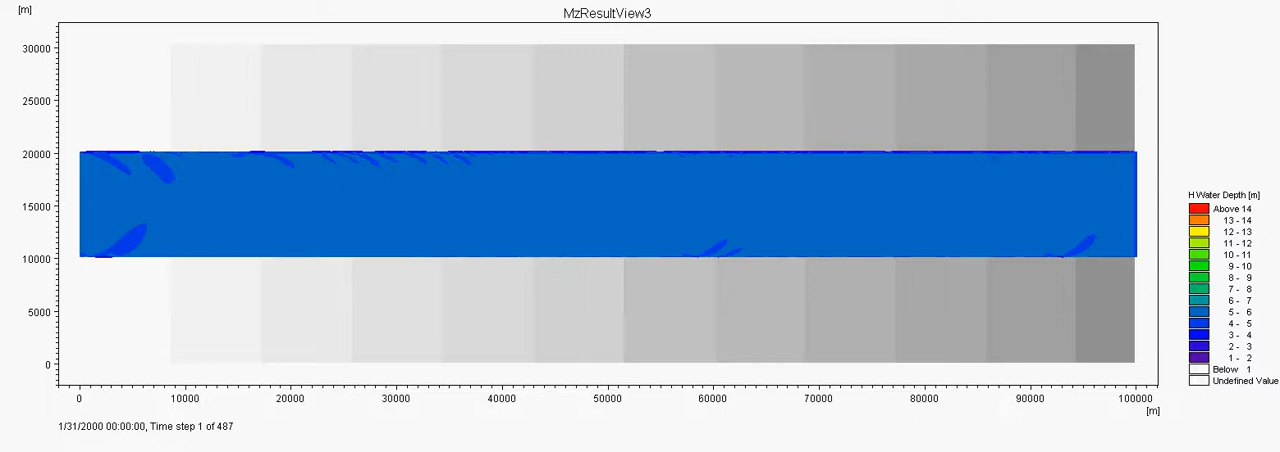 MzResultView3
[m]
30000
25000
20000
15000
10000
5000
0
0 10000 20000 30000 40000 50000 60000 70000 80000 90000 100000
[m]
1/31/2000 00:00:00, Time step 1 of 487
H Water Depth [m]
Above 14
13 - 14
12 - 13
11 - 12
10 - 11
9 - 10
8 - 9
7 - 8
6 - 7
5 - 6
4 - 5
3 - 4
2 - 3
1 - 2
Below 1
Undefined Value